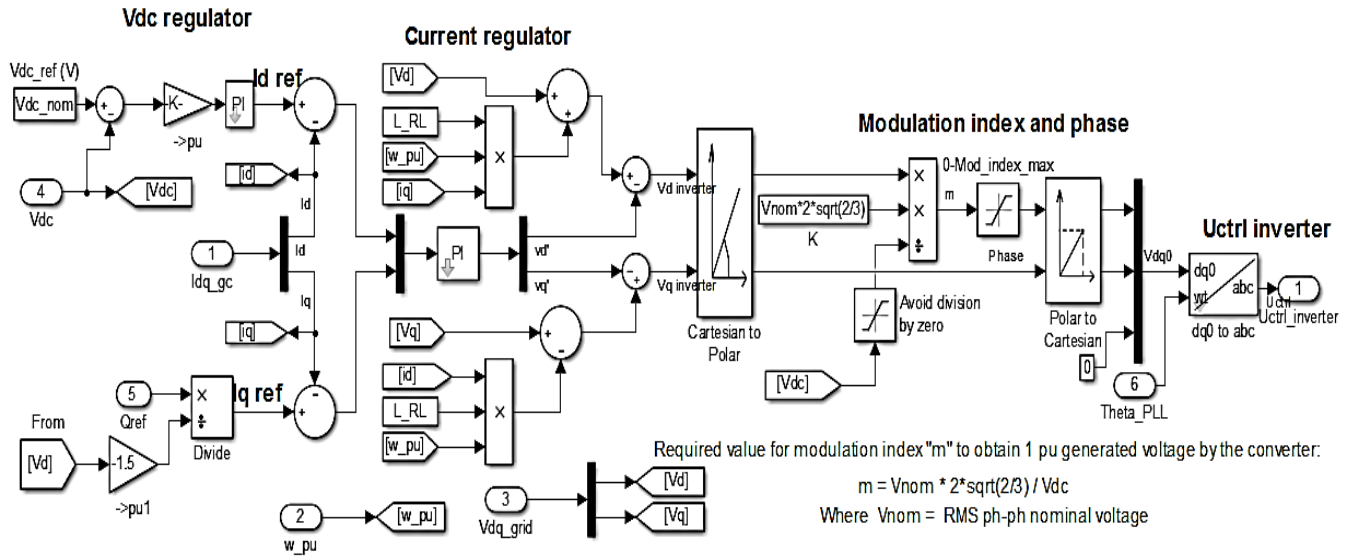 Vdc regulator
Current regulator
Vdc_ref (V)
Vdc_nom
+
-
-K-
->pu
PI
Id ref
+
-
4
Vdc
[Vdc]
[id]
Id
1
Idq_gc
Id
Iq
[iq]
5
Qref
From
[Vd]
-1.5
->pu1
×
÷
Divide
Iq ref
-
+
[Vd]
L_RL
[w_pu]
[iq]
×
+
+
PI
vd'
vq'
+
-
Vd inverter
-
+
Vq inverter
[Vq]
[id]
L_RL
[w_pu]
×
+
-
2
w_pu
[w_pu]
3
Vdq_grid
[Vd]
[Vq]
Cartesian to
Polar
Modulation index and phase
Vnom*2*sqrt(2/3)
K
×
×
÷
m
0-Mod_index_max
Phase
Avoid division
by zero
[Vdc]
Polar to
Cartesian
0
Vdq0
6
Theta_PLL
Uctrl inverter
dq0
wt
abc
dq0 to abc
Uctrl
1
Uctrl_inverter
Required value for modulation index "m" to obtain 1 pu generated voltage by the converter:
m = Vnom * 2*sqrt(2/3) / Vdc
Where Vnom = RMS ph-ph nominal voltage